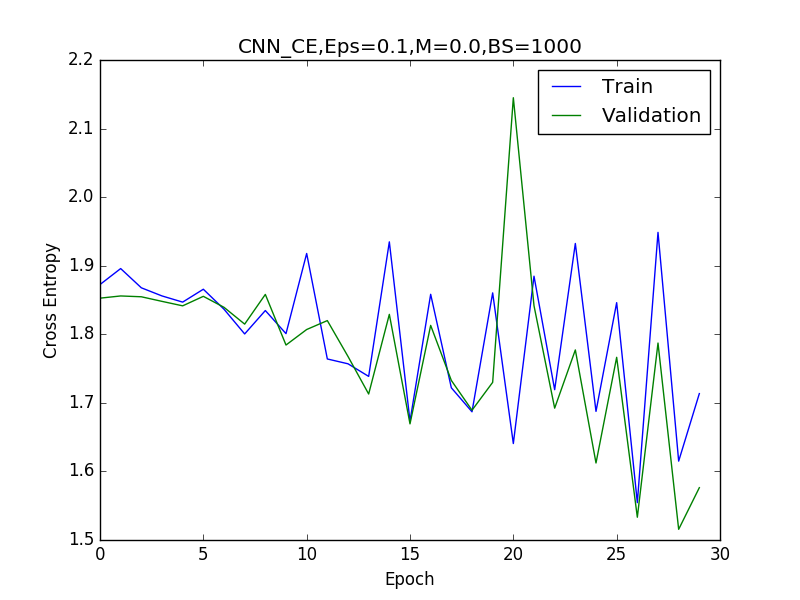 CNN_CE,Eps=0.1,M=0.0,BS=1000
Train
Validation
2.2
2.1
2.0
1.9
1.8
1.7
1.6
1.5
Cross Entropy
0 5 10 15 20 25 30
Epoch